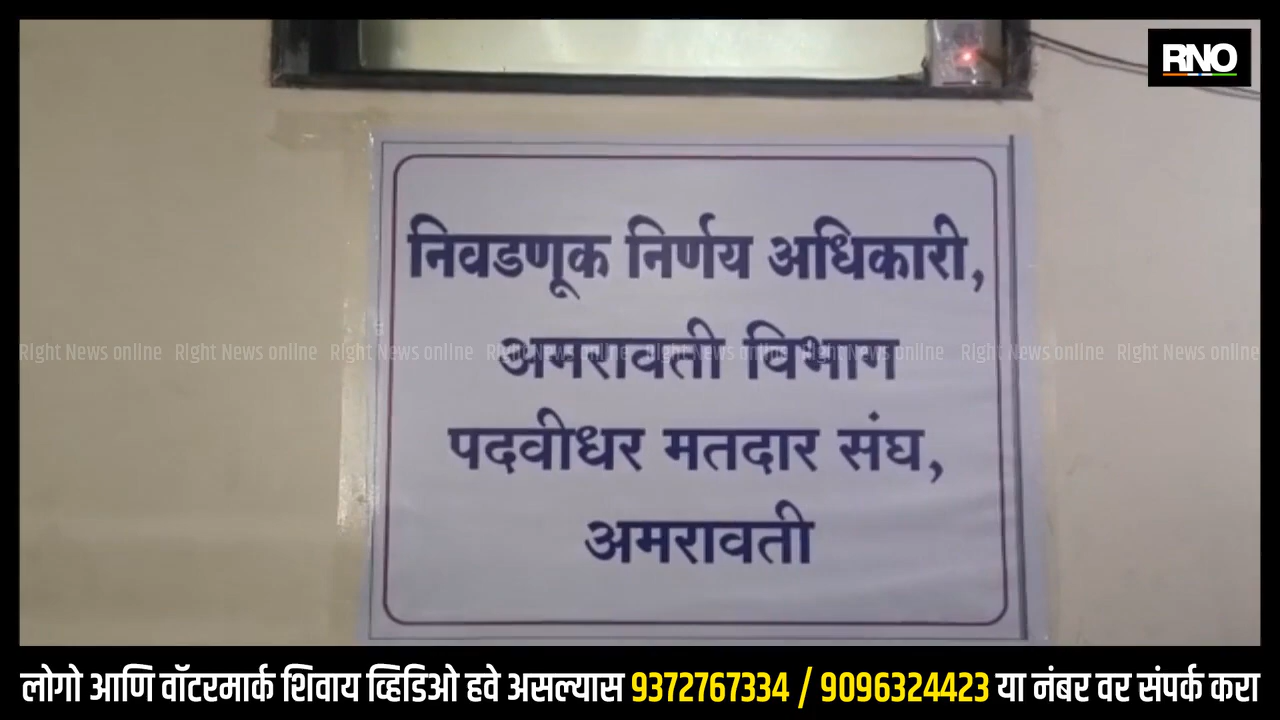 RNO
निवडणूक निर्णय अधिकारी,
अमरावती विभाग
Right News online Right News online Right News online Right News online Right News online Right News online Right News online Right News online
पदवीधर मतदार संघ,
अमरावती
लोगो आणि वॉटरमार्क शिवाय व्हिडिओ हवे असल्यास 9372767334 / 9096324423 या नंबर वर संपर्क करा